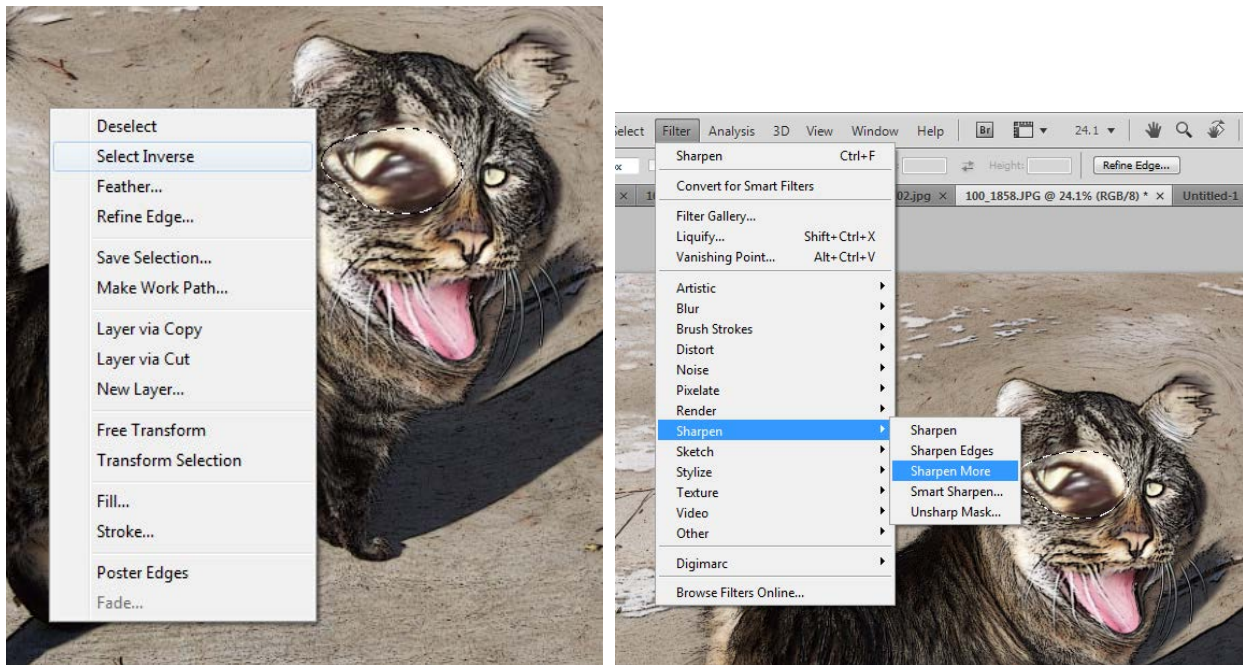 Deselect
Select Inverse
Feather...
Refine Edge...
Save Selection...
Make Work Path...
Layer via Copy
Layer via Cut
New Layer...
Free Transform
Transform Selection
Fill...
Stroke...
Poster Edges
Fade...
Select Filter Analysis 3D View Window Help Br 24.1
Height: Refine Edge...
02.jpg × 100_1858.JPG @ 24.1% (RGB/8) * × Untitled-1
Sharpen Ctrl+F
Convert for Smart Filters
Filter Gallery...
Liquify... Shift+Ctrl+X
Vanishing Point... Alt+Ctrl+V
Artistic
Blur
Brush Strokes
Distort
Noise
Pixelate
Render
Sharpen
Sketch
Stylize
Texture
Video
Other
Digimarc
Browse Filters Online...
Sharpen
Sharpen Edges
Sharpen More
Smart Sharpen...
Unsharp Mask...